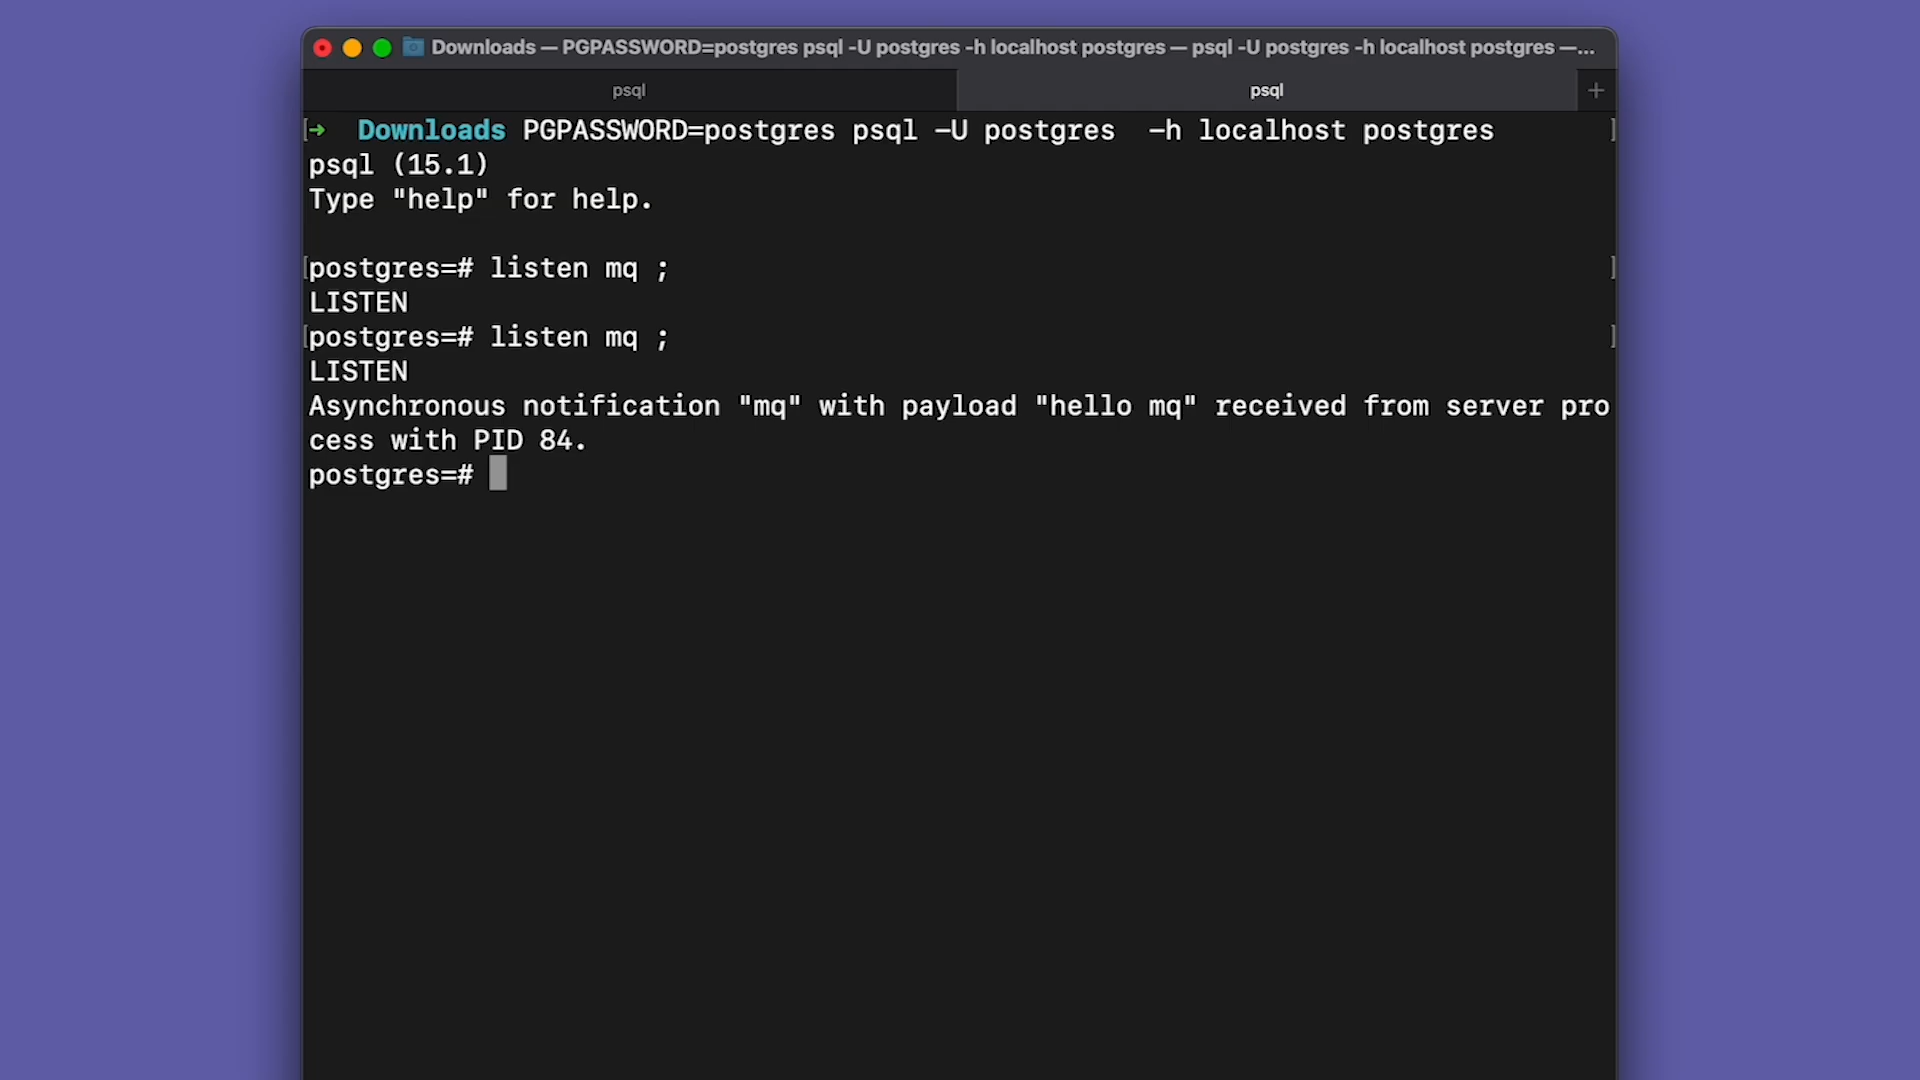 Downloads — PGPASSWORD=postgres psql -U postgres -h localhost postgres — psql -U postgres -h localhost postgres —...
psql psql +
[➜ Downloads PGPASSWORD=postgres psql -U postgres  -h localhost postgres ]
psql (15.1)
Type "help" for help.
[postgres=# listen mq ; ]
LISTEN
[postgres=# listen mq ; ]
LISTEN
Asynchronous notification "mq" with payload "hello mq" received from server pro
cess with PID 84.
postgres=#